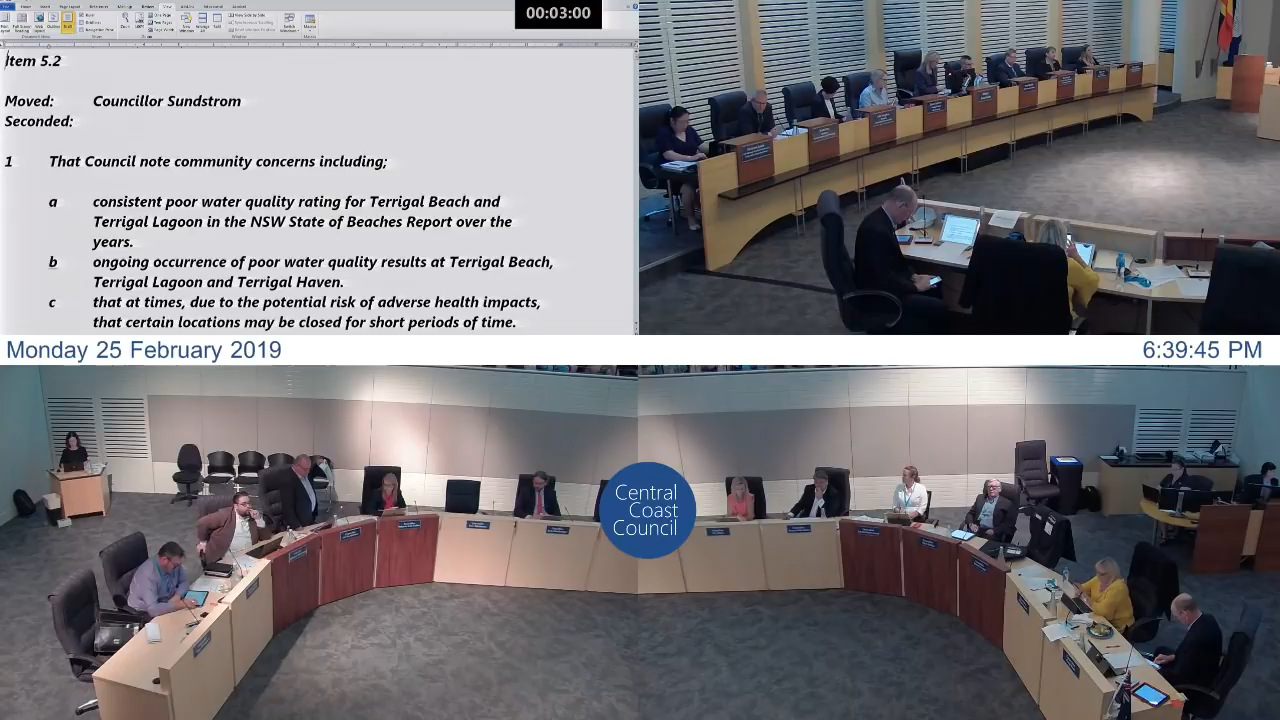 00:03:00
Item 5.2
Moved: Councillor Sundstrom
Seconded:
1 That Council note community concerns including;
a consistent poor water quality rating for Terrigal Beach and
Terrigal Lagoon in the NSW State of Beaches Report over the
years.
b ongoing occurrence of poor water quality results at Terrigal Beach,
Terrigal Lagoon and Terrigal Haven.
c that at times, due to the potential risk of adverse health impacts,
that certain locations may be closed for short periods of time.
Monday 25 February 2019
6:39:45 PM
Central
Coast
Council